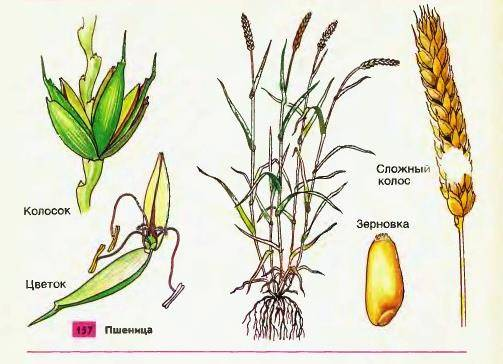 Колосок
Цветок
Сложный
колос
Зерновка
157 Пшеница